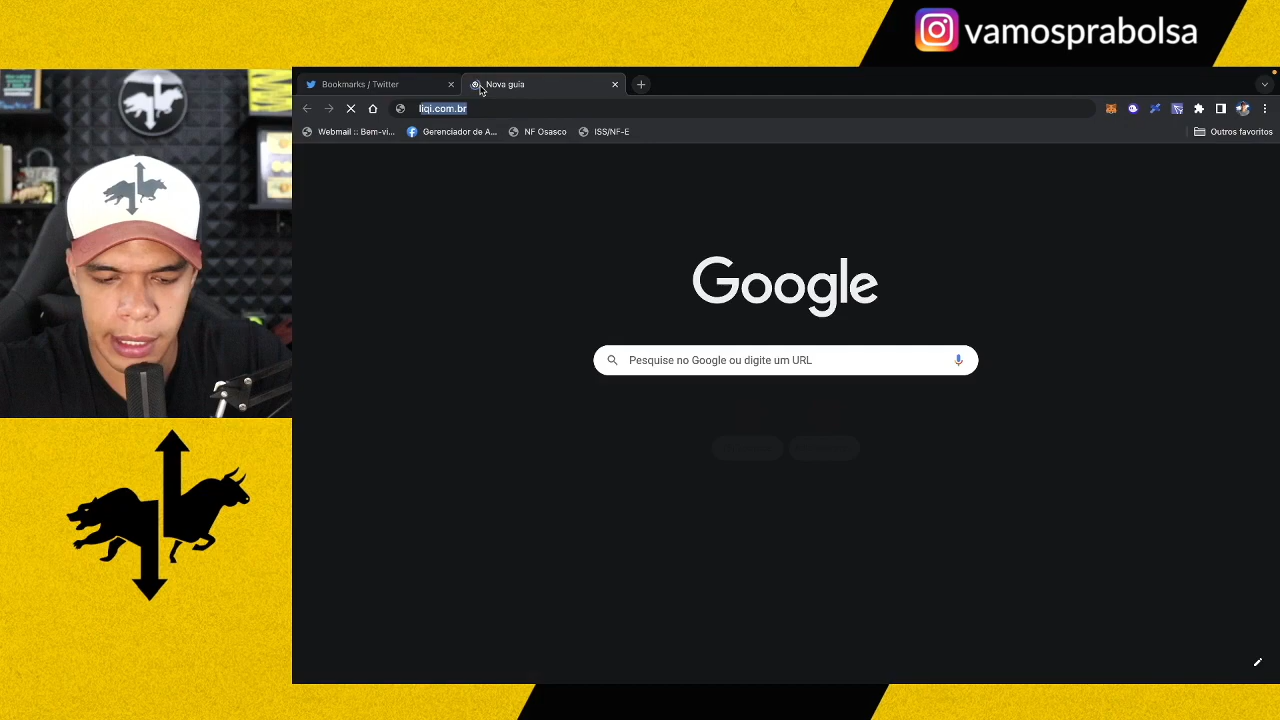 vamosprabolsa
Bookmarks / Twitter
Nova guia
liqi.com.br
Webmail :: Bem-vi...
Gerenciador de A...
NF Osasco
ISS/NF-E
Outros favoritos
Google
Pesquise no Google ou digite um URL